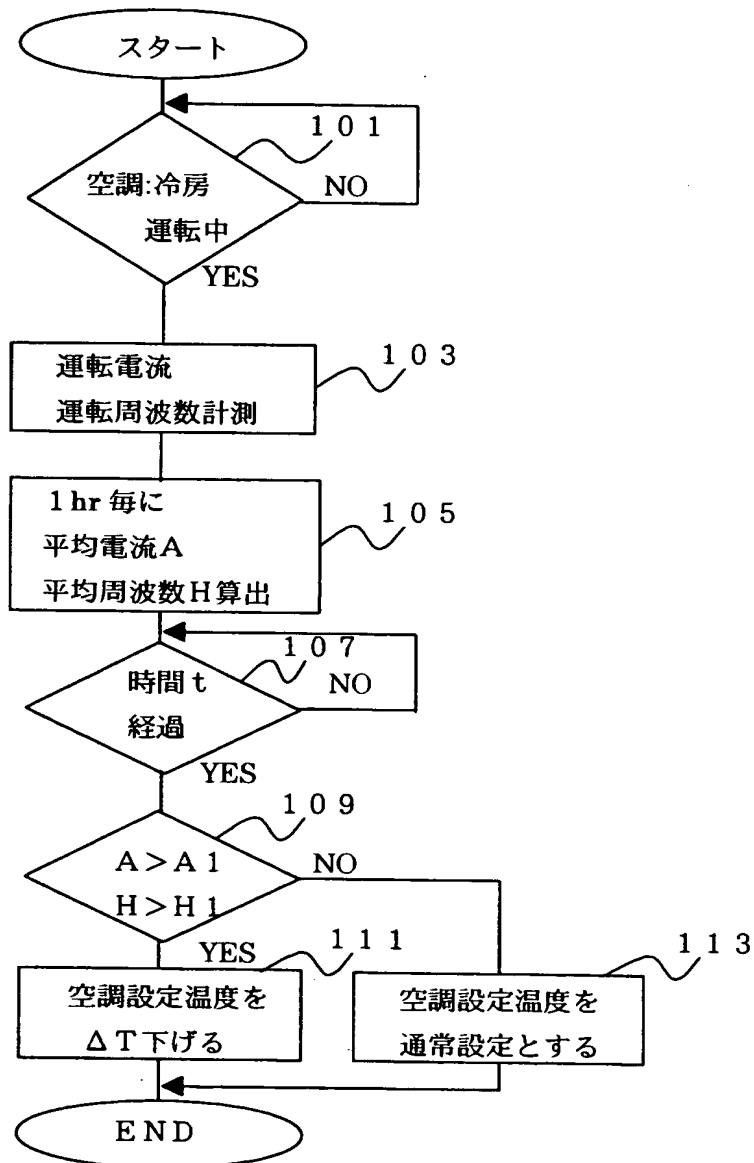 スタート
101
空調:冷房
運転中
NO
YES
103
運転電流
運転周波数計測
105
1hr毎に
平均電流A
平均周波数H算出
107
時間t
経過
NO
YES
109
A>A1
H>H1
NO
YES
111
空調設定温度を
ΔT下げる
113
空調設定温度を
通常設定とする
END